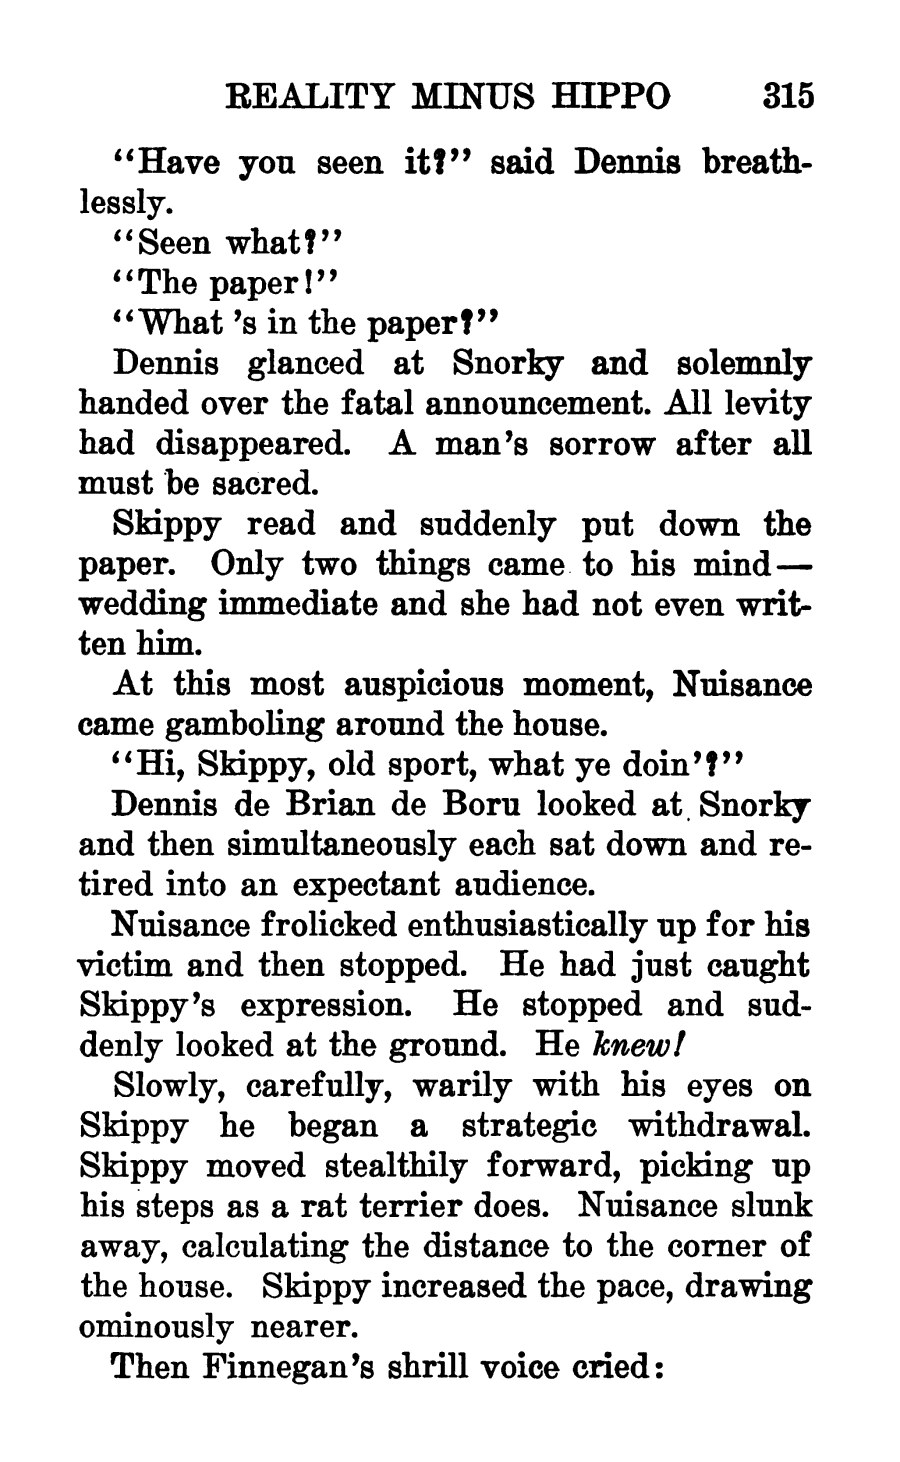 REALITY MINUS HIPPO 315
“Have you seen it?” said Dennis breath-
lessly.
“Seen what?”
“The paper!”
“What 's in the paper?”
Dennis glanced at Snorky and solemnly
handed over the fatal announcement. All levity
had disappeared. A man's sorrow after all
must be sacred.
Skippy read and suddenly put down the
paper. Only two things came to his mind—
wedding immediate and she had not even writ-
ten him.
At this most auspicious moment, Nuisance
came gamboling around the house.
“Hi, Skippy, old sport, what ye doin'?”
Dennis de Brian de Boru looked at Snorky
and then simultaneously each sat down and re-
tired into an expectant audience.
Nuisance frolicked enthusiastically up for his
victim and then stopped. He had just caught
Skippy's expression. He stopped and sud-
denly looked at the ground. He knew!
Slowly, carefully, warily with his eyes on
Skippy he began a strategic withdrawal.
Skippy moved stealthily forward, picking up
his steps as a rat terrier does. Nuisance slunk
away, calculating the distance to the corner of
the house. Skippy increased the pace, drawing
ominously nearer.
Then Finnegan's shrill voice cried: